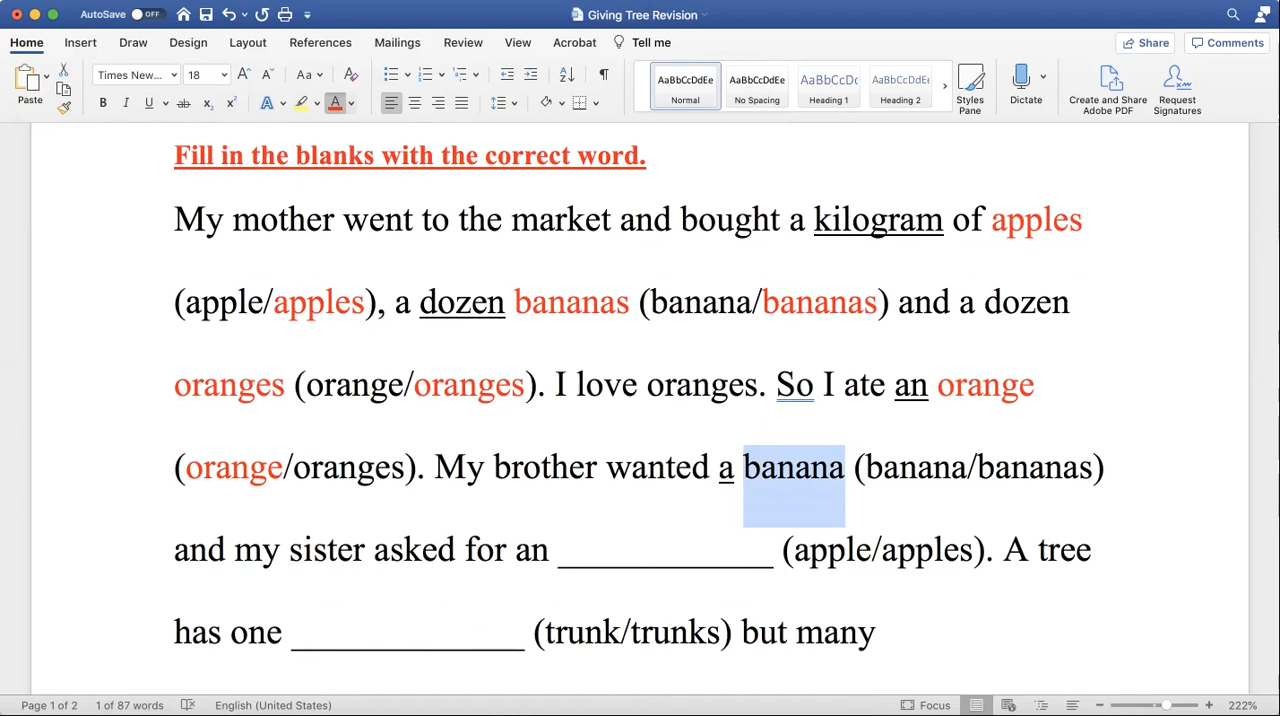 AutoSave OFF Giving Tree Revision
Home Insert Draw Design Layout References Mailings Review View Acrobat Tell me Share Comments
Paste Times New... 18 A A Aa A AaBbCcDdEe AaBbCcDdEe AaBbCcDc AaBbCcDdEe
B I U ab x₂ x² A A Normal No Spacing Heading 1 Heading 2 Styles Pane Dictate Create and Share Adobe PDF Request Signatures
Fill in the blanks with the correct word.
My mother went to the market and bought a kilogram of apples
(apple/apples), a dozen bananas (banana/bananas) and a dozen
oranges (orange/oranges). I love oranges. So I ate an orange
(orange/oranges). My brother wanted a banana (banana/bananas)
and my sister asked for an ____________ (apple/apples). A tree
has one _____________ (trunk/trunks) but many
Page 1 of 2 1 of 87 words English (United States) Focus 222%